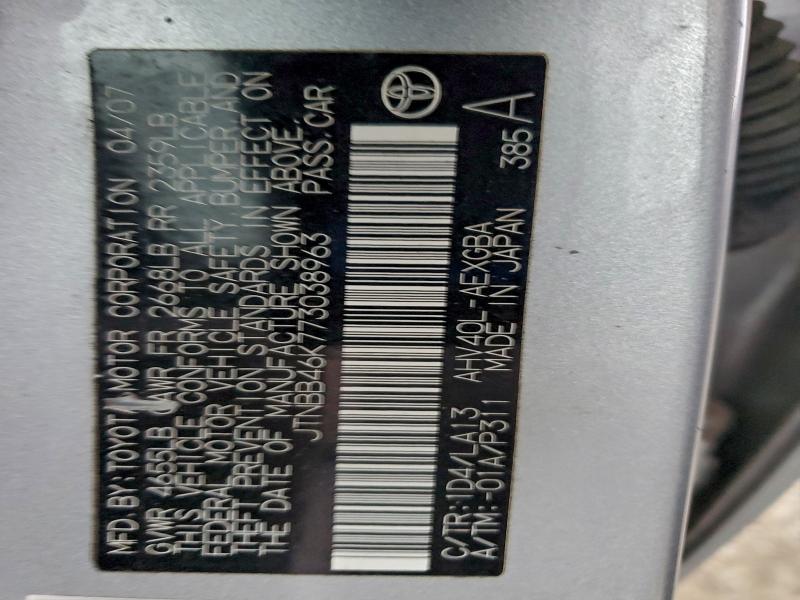 MFD. BY: TOYOTA MOTOR CORPORATION 04/07
GVWR 4655LB GAWR FR 2668LB RR 2359LB
THIS VEHICLE CONFORMS TO ALL APPLICABLE
FEDERAL MOTOR VEHICLE SAFETY, BUMPER, AND
THEFT PREVENTION STANDARDS IN EFFECT ON
THE DATE OF MANUFACTURE SHOWN ABOVE.
JTNBB46K773038963 PASS. CAR
C/TR: 1D4/LA13 AHV40L-AEXGBA
A/TM: -01A/P311 MADE IN JAPAN 385 A